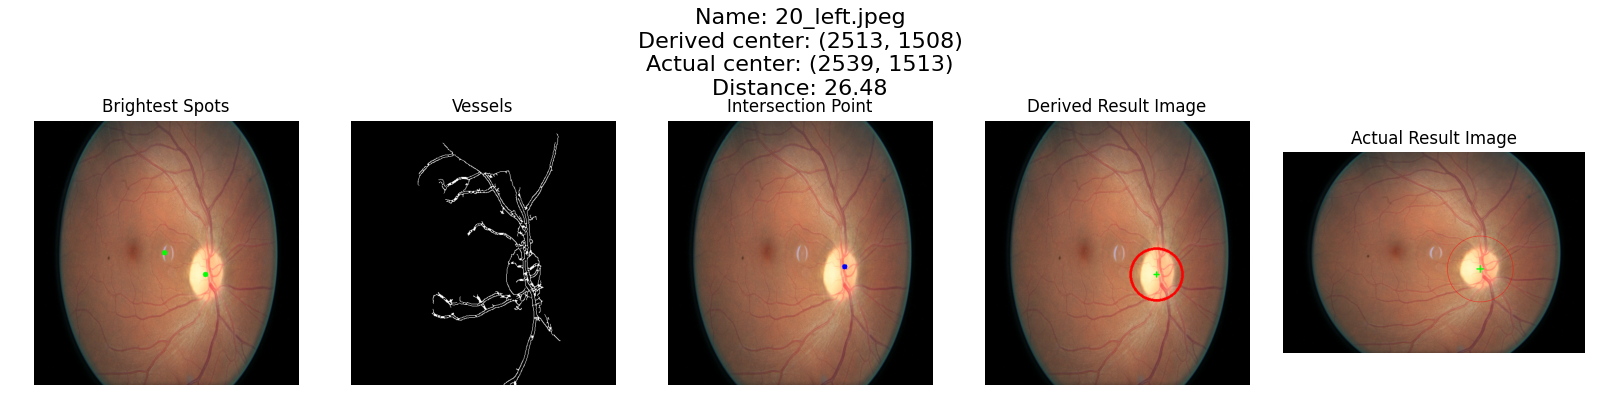 Name: 20_left.jpeg
Derived center: (2513, 1508)
Actual center: (2539, 1513)
Distance: 26.48
Brightest Spots
Vessels
Intersection Point
Derived Result Image
Actual Result Image